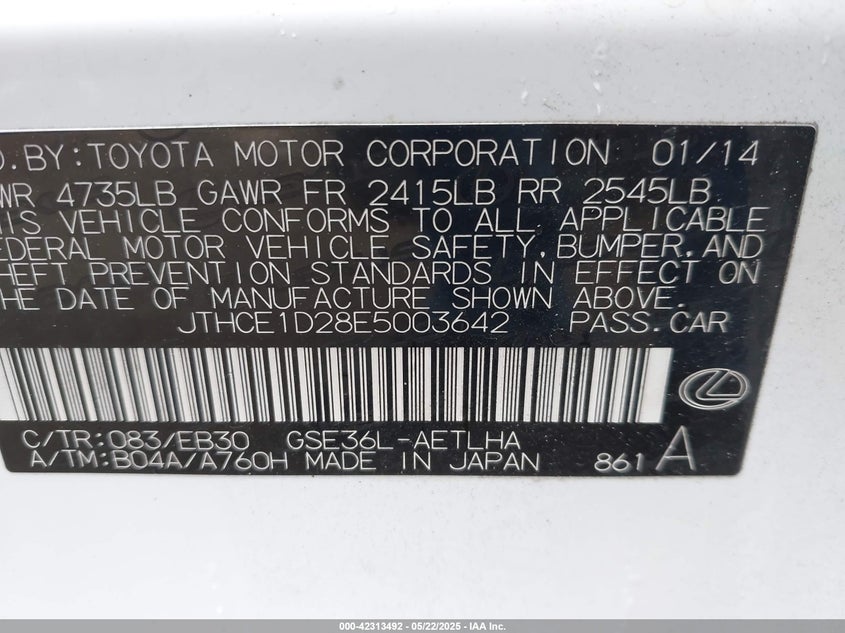 D.BY:TOYOTA MOTOR CORPORATION 01/14
WR 4735LB GAWR FR 2415LB RR 2545LB
HIS VEHICLE CONFORMS TO ALL APPLICABLE
EDERAL MOTOR VEHICLE SAFETY,BUMPER,AND
HEFT PREVENTION STANDARDS IN EFFECT ON
HE DATE OF MANUFACTURE SHOWN ABOVE.
JTHCE1D28E5003642 PASS.CAR
C/TR:083/EB30 GSE36L-AETLHA
A/TM:B04A/A760H MADE IN JAPAN 861A
000-42313492 - 05/22/2025 - IAA Inc.